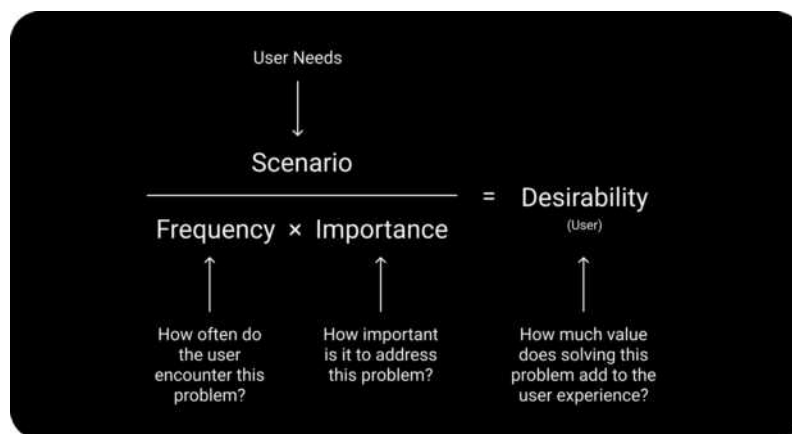 User Needs
Scenario
= Desirability
(User)
Frequency × Importance
How often do
the user
encounter this
problem?
How important
is it to address
this problem?
How much value
does solving this
problem add to the
user experience?